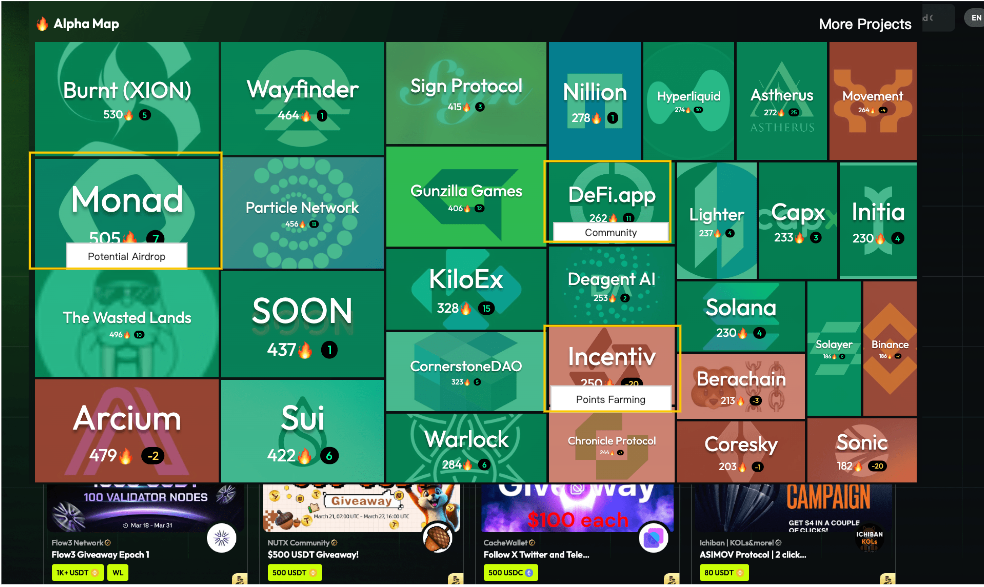 🔥 Alpha Map
More Projects
EN
Burnt (XION)
530🔥 5
Wayfinder
464🔥 1
Sign Protocol
415🔥 3
Nillion
278🔥 1
Hyperliquid
274🔥
Astherus
272🔥 25
ASTHERUS
Movement
264🔥
Monad
505🔥 7
Potential Airdrop
Particle Network
456🔥 13
Gunzilla Games
406🔥 12
DeFi.app
262🔥 11
Community
Lighter
237🔥 4
Capx
233🔥 3
Initia
230🔥 4
The Wasted Lands
496🔥 10
SOON
437🔥 1
KiloEx
328🔥 15
Deagent AI
253🔥 2
Solana
230🔥 4
Solayer
Binance
CornerstoneDAO
323🔥 5
Incentiv
250🔥 -20
Points Farming
Berachain
213🔥 -3
Arcium
479🔥 -2
Sui
422🔥 6
Warlock
284🔥 6
Chronicle Protocol
Coresky
203🔥 -1
Sonic
182🔥 -20
100 VALIDATOR NODES
Mar 18 - Mar 31
Flow3 Network
Flow3 Giveaway Epoch 1
1K+ USDT
WL
Giveaway
March 21, 02:00 UTC - March 27, 16:00 UTC
NUTX Community
$500 USDT Giveaway!
500 USDT
Giveaway
$100 each
CacheWallet
Follow X Twitter and Tele...
500 USDC
CAMPAIGN
GET $4 IN A COUPLE
OF CLICKS
ICHIBAN
KOLs
Ichiban | KOLs&more!
ASIMOV Protocol | 2 click...
80 USDT